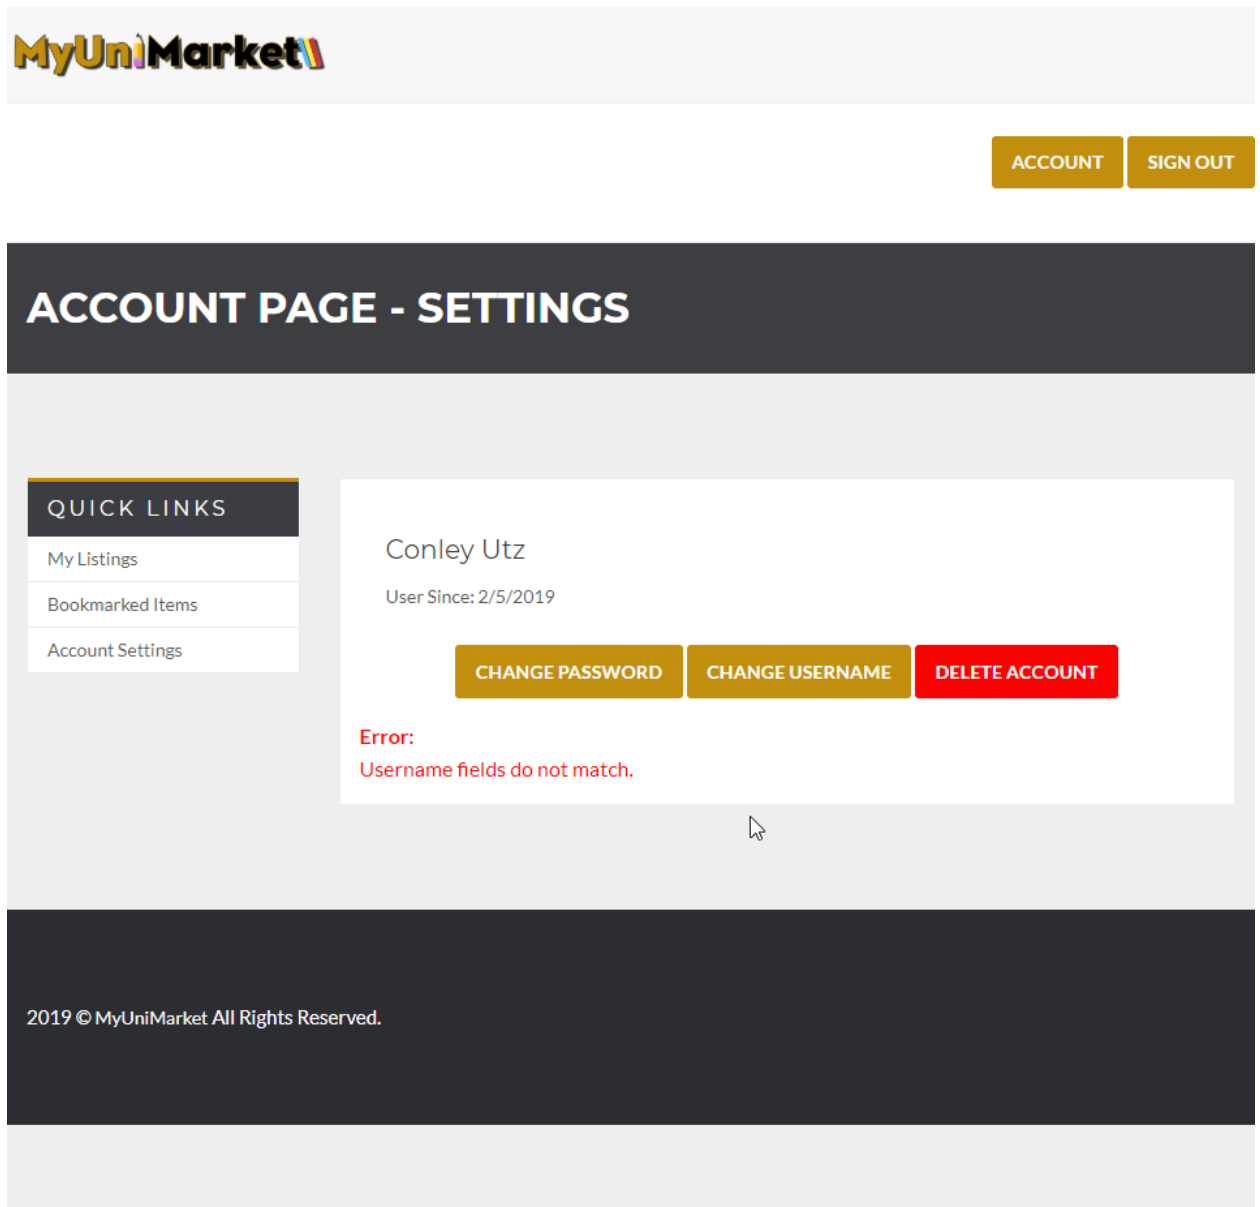 MyUniMarket
ACCOUNT SIGN OUT
ACCOUNT PAGE - SETTINGS
QUICK LINKS
My Listings
Bookmarked Items
Account Settings
Conley Utz
User Since: 2/5/2019
CHANGE PASSWORD CHANGE USERNAME DELETE ACCOUNT
Error:
Username fields do not match.
2019 © MyUniMarket All Rights Reserved.